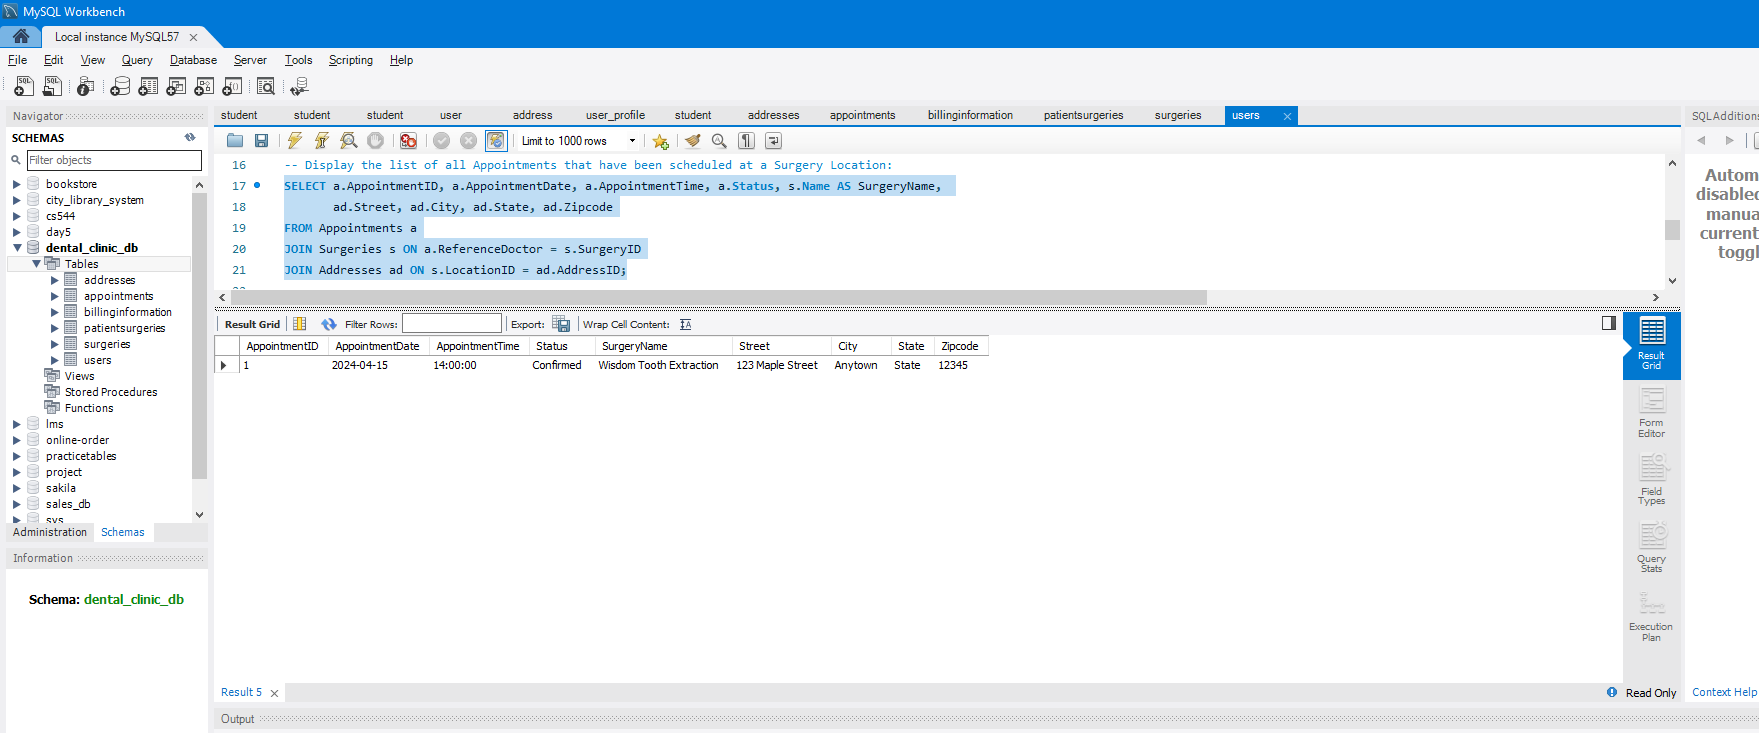 MySQL Workbench
Local instance MySQL57
File Edit View Query Database Server Tools Scripting Help
Navigator
SCHEMAS
Filter objects
bookstore
city_library_system
cs544
day5
dental_clinic_db
Tables
addresses
appointments
billinginformation
patientsurgeries
surgeries
users
Views
Stored Procedures
Functions
lms
online-order
practicetables
project
sakila
sales_db
sys
Administration Schemas
Information
Schema: dental_clinic_db
student student student user address user_profile student addresses appointments billinginformation patientsurgeries surgeries users
Limit to 1000 rows
16 -- Display the list of all Appointments that have been scheduled at a Surgery Location:
17 SELECT a.AppointmentID, a.AppointmentDate, a.AppointmentTime, a.Status, s.Name AS SurgeryName,
18 ad.Street, ad.City, ad.State, ad.Zipcode
19 FROM Appointments a
20 JOIN Surgeries s ON a.ReferenceDoctor = s.SurgeryID
21 JOIN Addresses ad ON s.LocationID = ad.AddressID;
Result Grid Filter Rows: Export: Wrap Cell Content:
AppointmentID AppointmentDate AppointmentTime Status SurgeryName Street City State Zipcode
1 2024-04-15 14:00:00 Confirmed Wisdom Tooth Extraction 123 Maple Street Anytown State 12345
Result
Grid
Form
Editor
Field
Types
Query
Stats
Execution
Plan
Result 5
Read Only
Output
SQLAdditions
Autom
disabled
manua
current
toggl
Context Help